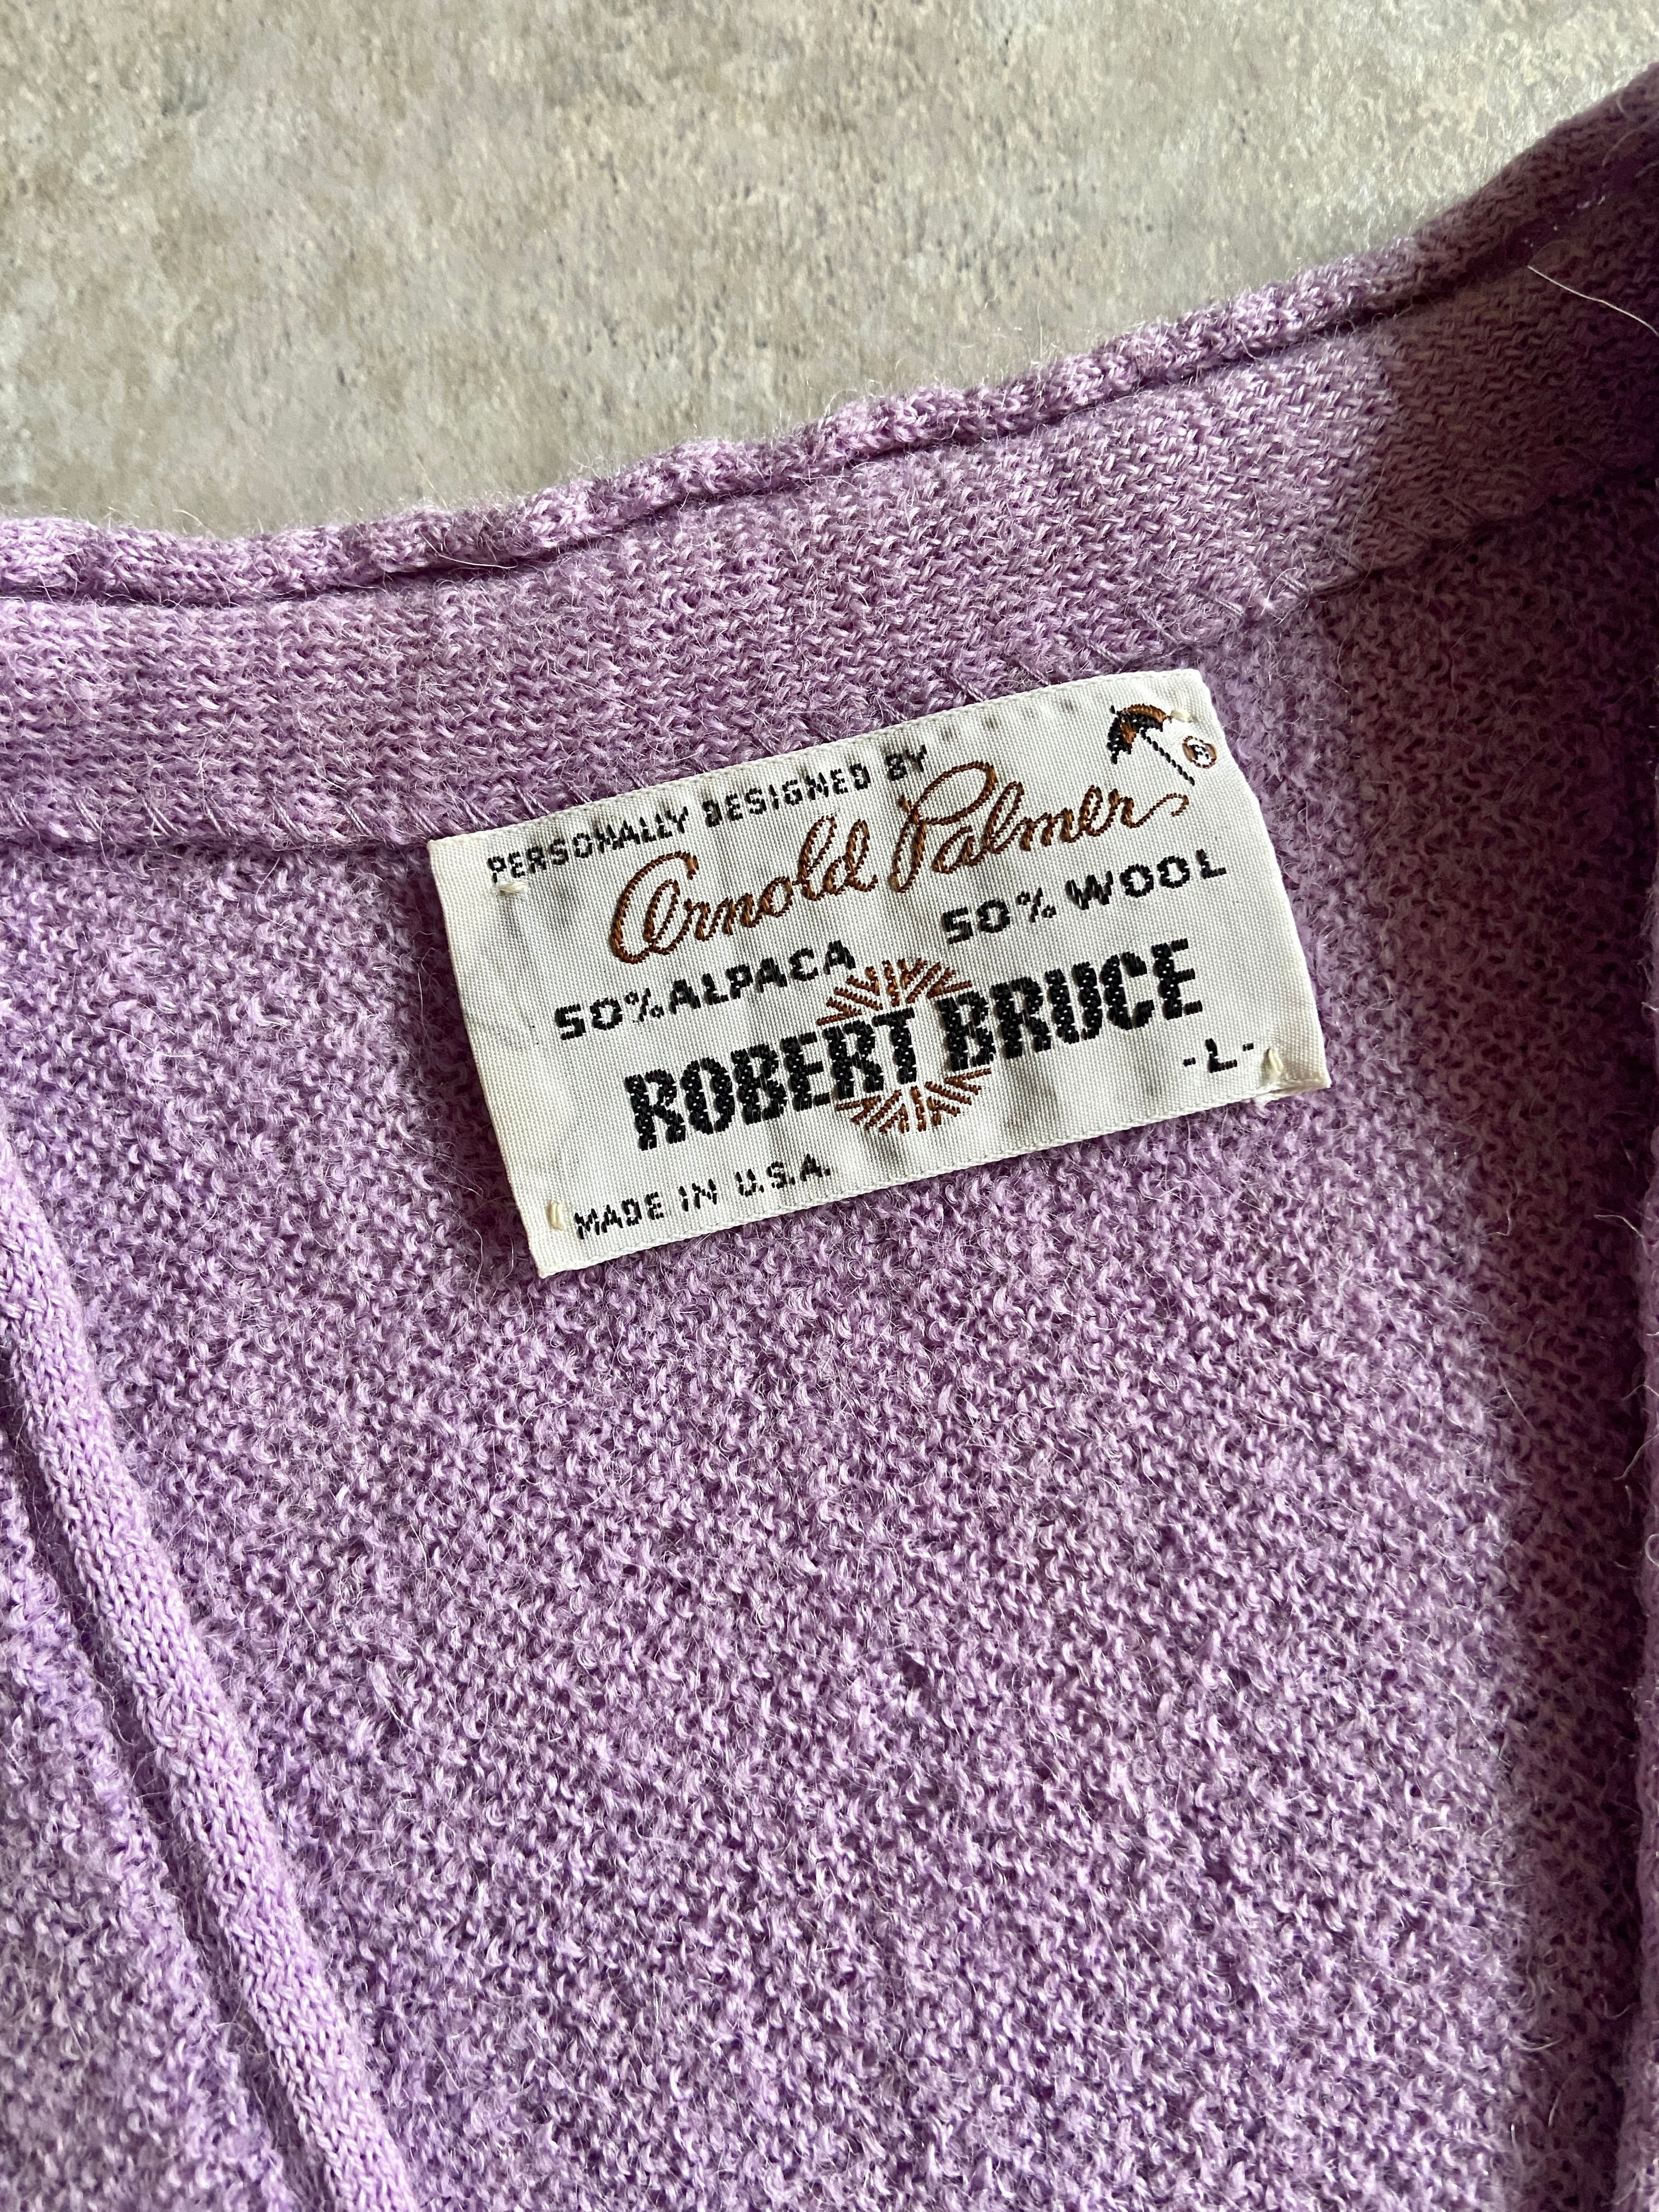 PERSONALLY DESIGNED BY
Arnold Palmer ®
50% ALPACA 50% WOOL
ROBERT BRUCE
-L-
MADE IN U.S.A.